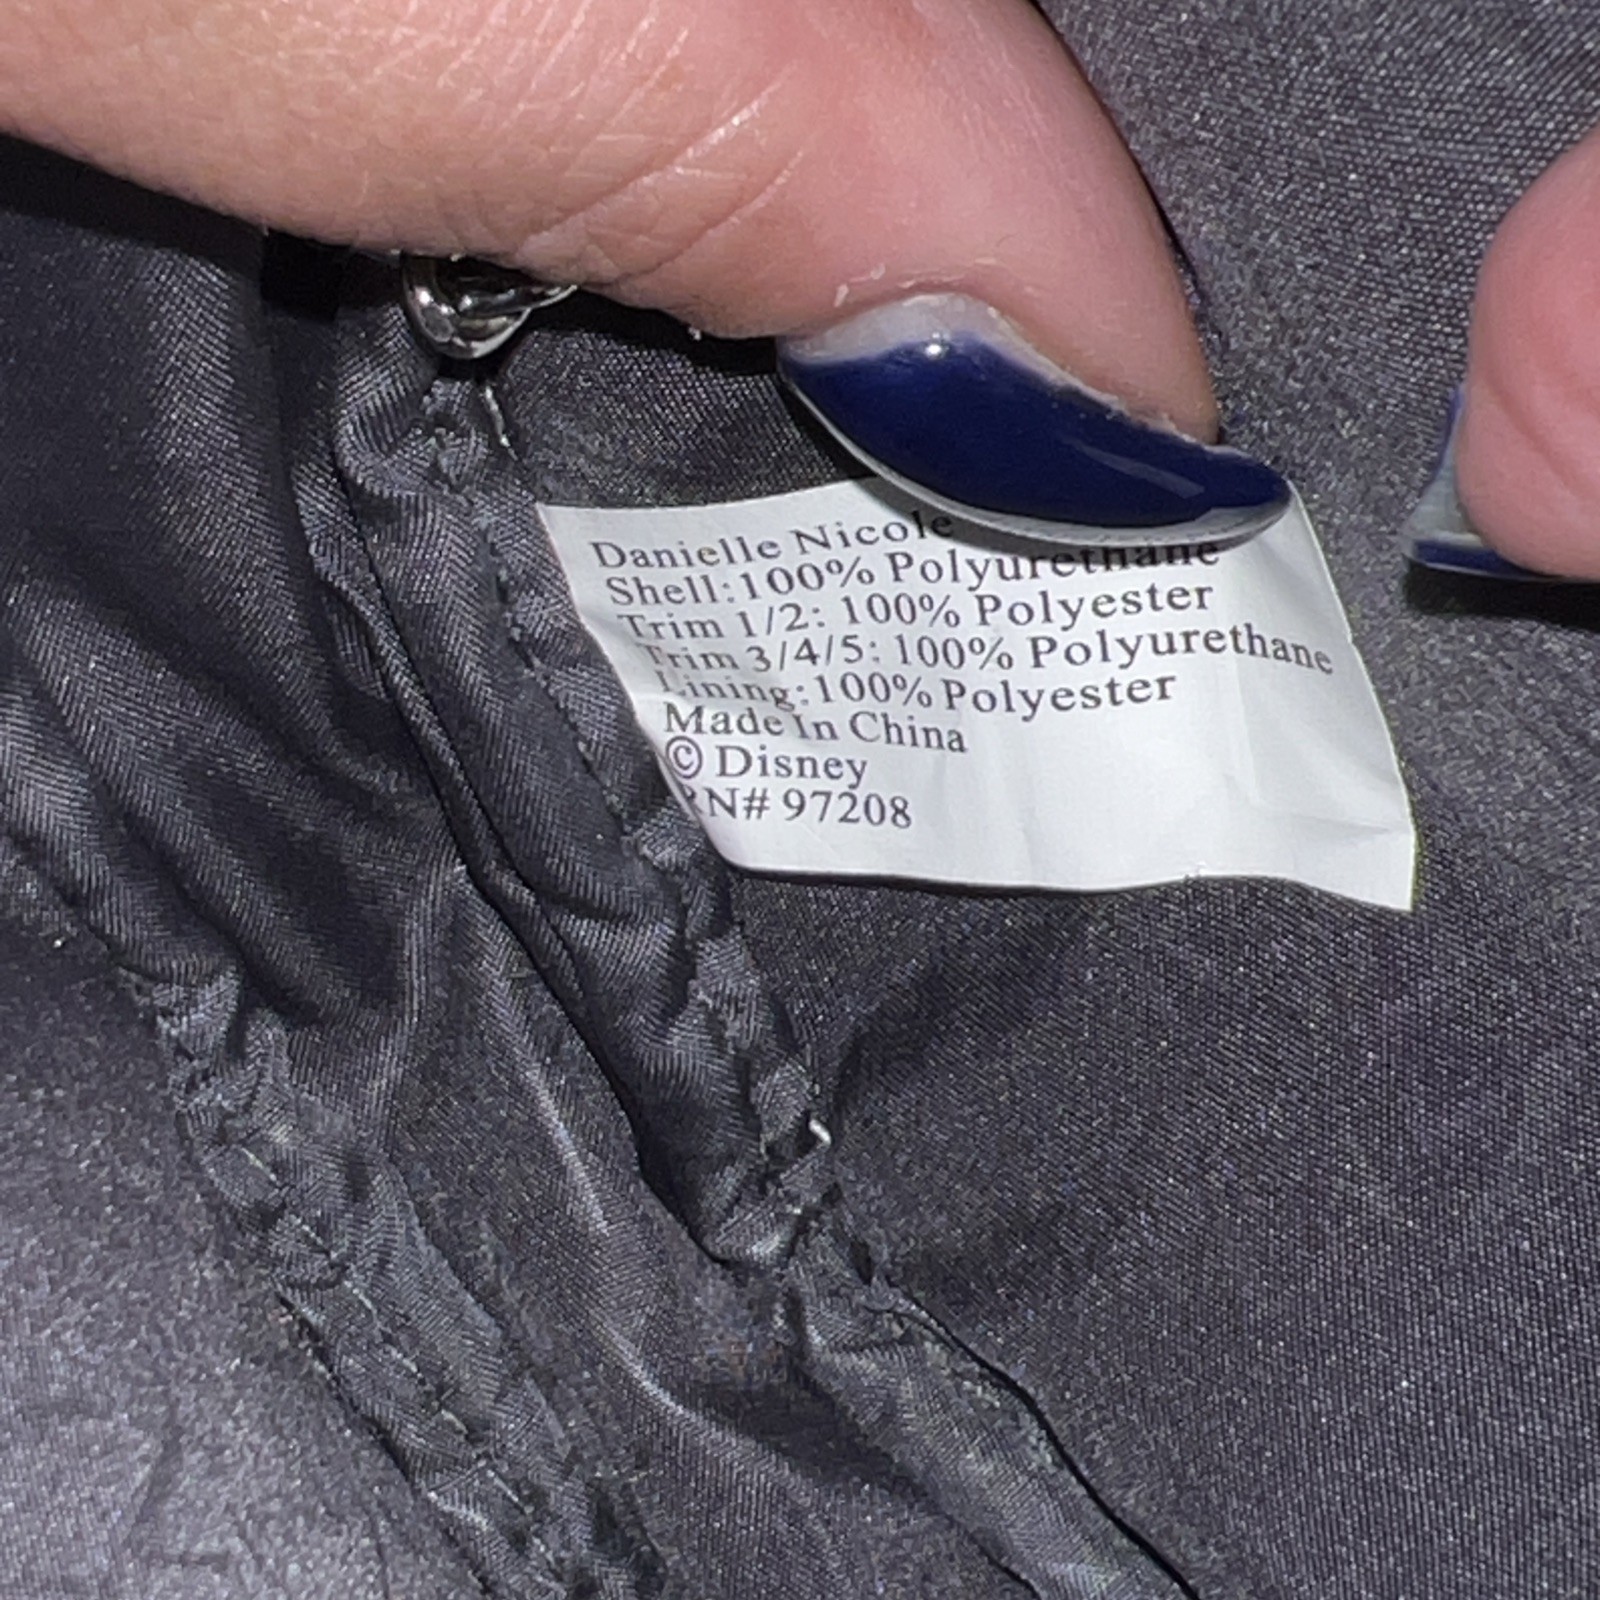 Danielle Nicole
Shell:100% Polyurethane
Trim 1/2: 100% Polyester
Trim 3/4/5: 100% Polyurethane
Lining:100% Polyester
Made In China
© Disney
RN# 97208